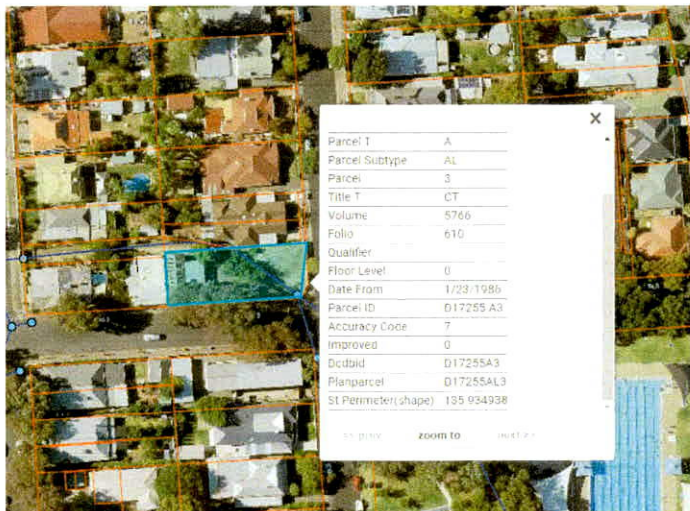 ×
Parcel T A
Parcel Subtype AL
Parcel 3
Title T CT
Volume 5766
Folio 610
Qualifier
Floor Level 0
Date From 1/23/1986
Parcel ID D17255 A3
Accuracy Code 7
Improved 0
Dcdbid D17255A3
Planparcel D17255AL3
St Perimeter(shape) 135.934938
zoom to